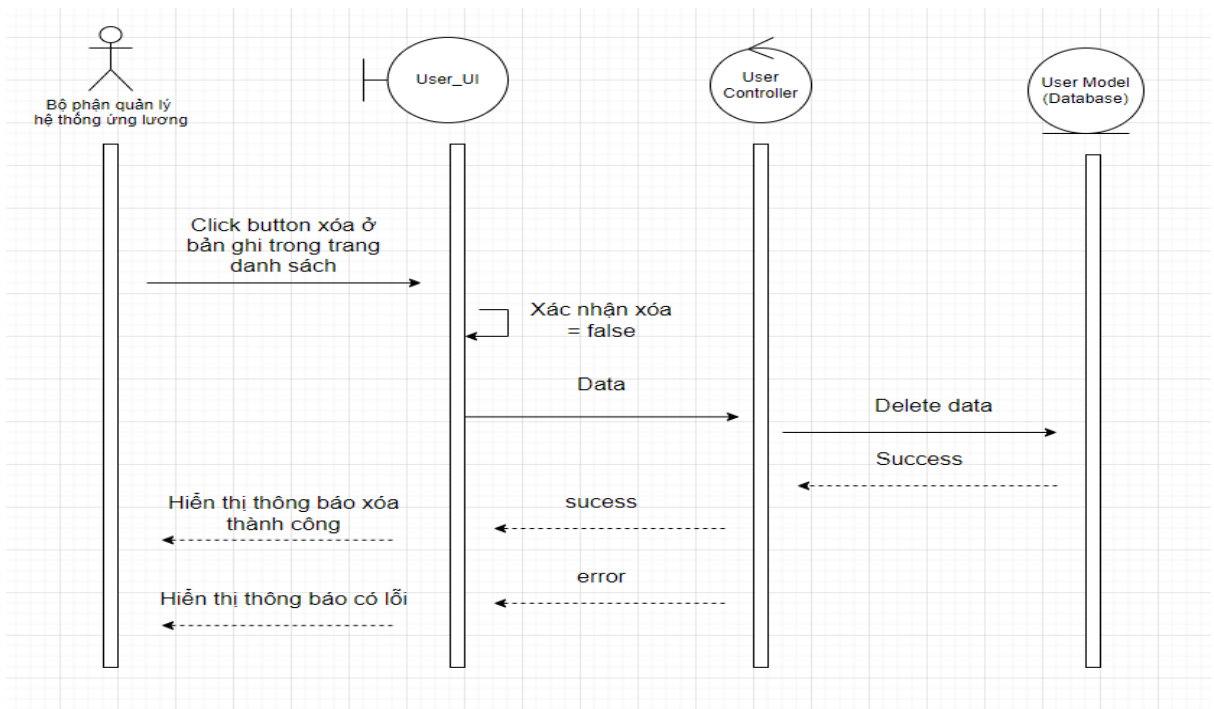 Bộ phận quản lý
hệ thống ứng lương
User_UI
User
Controller
User Model
(Database)
Click button xóa ở
bản ghi trong trang
danh sách
Xác nhận xóa
= false
Data
Delete data
Success
sucess
Hiển thị thông báo xóa
thành công
error
Hiển thị thông báo có lỗi